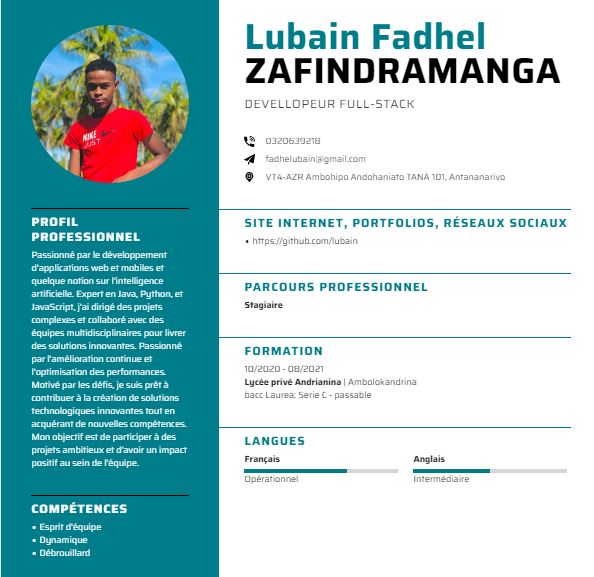 Lubain Fadhel
ZAFINDRAMANGA
DEVELLOPEUR FULL-STACK
0320639218
fadhelubain@gmail.com
VT4-AZR Ambohipo Andohaniato TANA 101, Antananarivo
NIKE
JUST
PROFIL
PROFESSIONNEL
Passionné par le développement
d'applications web et mobiles et
quelque notion sur l'intelligence
artificielle. Expert en Java, Python, et
JavaScript, j'ai dirigé des projets
complexes et collaboré avec des
équipes multidisciplinaires pour livrer
des solutions innovantes. Passionné
par l'amélioration continue et
l'optimisation des performances.
Motivé par les défis, je suis prêt à
contribuer à la création de solutions
technologiques innovantes tout en
acquérant de nouvelles compétences.
Mon objectif est de participer à des
projets ambitieux et d'avoir un impact
positif au sein de l'équipe.
COMPÉTENCES
• Esprit d'équipe
• Dynamique
• Débrouillard
SITE INTERNET, PORTFOLIOS, RÉSEAUX SOCIAUX
• https://github.com/lubain
PARCOURS PROFESSIONNEL
Stagiaire
FORMATION
10/2020 - 08/2021
Lycée privé Andrianina | Ambolokandrina
bacc Laurea: Serie C - passable
LANGUES
Français
Opérationnel
Anglais
Intermédiaire